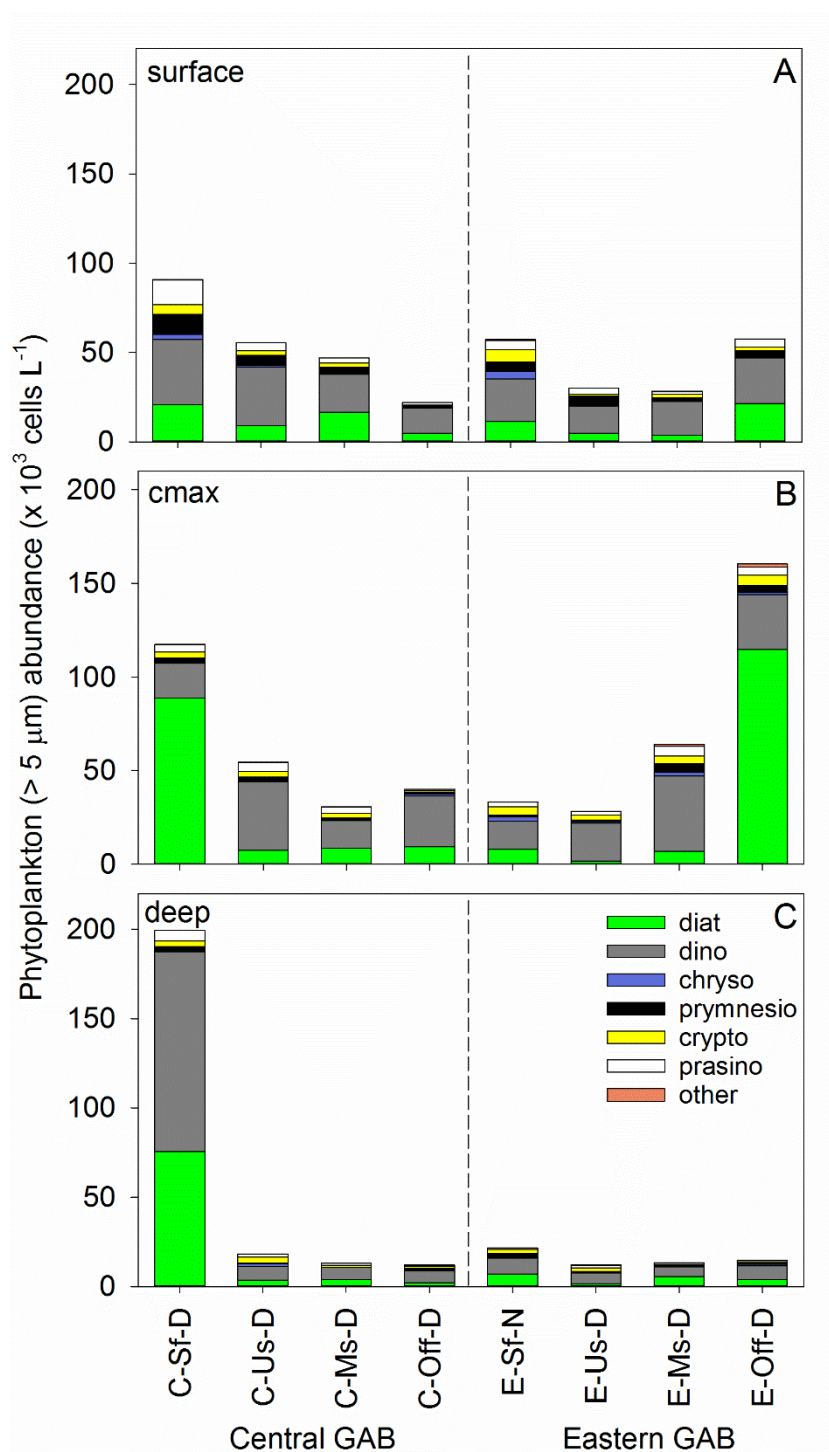 Phytoplankton (> 5 µm) abundance (x 10³ cells L⁻¹)
surface A
200
150
100
50
0
cmax B
200
150
100
50
0
deep C
200
150
100
50
0
diat
dino
chryso
prymnesio
crypto
prasino
other
C-Sf-D
C-Us-D
C-Ms-D
C-Off-D
E-Sf-N
E-Us-D
E-Ms-D
E-Off-D
Central GAB Eastern GAB